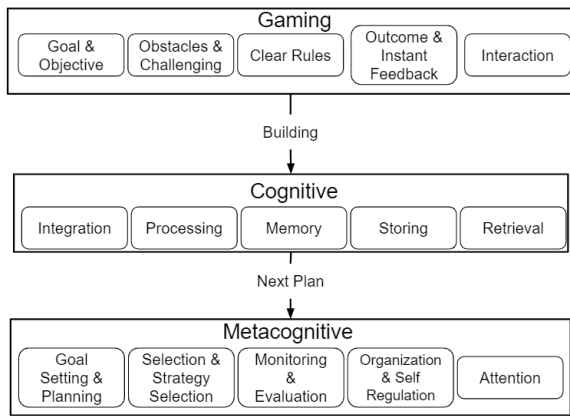 Gaming
Goal &
Objective
Obstacles &
Challenging
Clear Rules
Outcome &
Instant
Feedback
Interaction
Building
Cognitive
Integration
Processing
Memory
Storing
Retrieval
Next Plan
Metacognitive
Goal
Setting &
Planning
Selection &
Strategy
Selection
Monitoring
&
Evaluation
Organization
& Self
Regulation
Attention